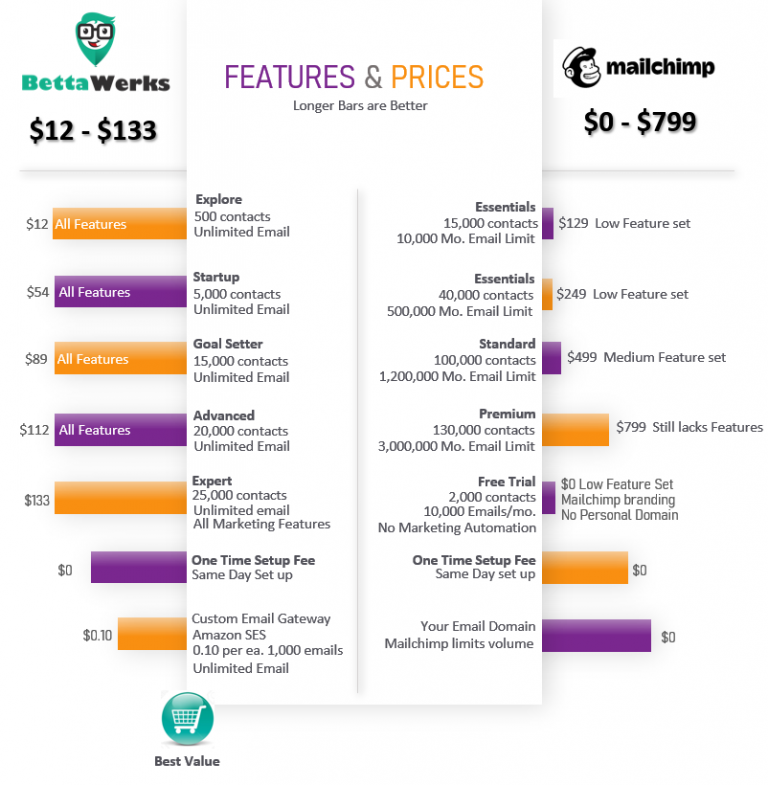 BettaWerks
$12 - $133
FEATURES & PRICES
Longer Bars are Better
mailchimp
$0 - $799
$12 All Features
Explore
500 contacts
Unlimited Email
$54 All Features
Startup
5,000 contacts
Unlimited Email
$89 All Features
Goal Setter
15,000 contacts
Unlimited Email
$112 All Features
Advanced
20,000 contacts
Unlimited Email
$133
Expert
25,000 contacts
Unlimited email
All Marketing Features
$0
One Time Setup Fee
Same Day Set up
$0.10
Custom Email Gateway
Amazon SES
0.10 per ea. 1,000 emails
Unlimited Email
Essentials
15,000 contacts
10,000 Mo. Email Limit
$129 Low Feature set
Essentials
40,000 contacts
500,000 Mo. Email Limit
$249 Low Feature set
Standard
100,000 contacts
1,200,000 Mo. Email Limit
$499 Medium Feature set
Premium
130,000 contacts
3,000,000 Mo. Email Limit
$799 Still lacks Features
Free Trial
2,000 contacts
10,000 Emails/mo.
No Marketing Automation
$0 Low Feature Set
Mailchimp branding
No Personal Domain
One Time Setup Fee
Same Day set up
$0
Your Email Domain
Mailchimp limits volume
$0
Best Value